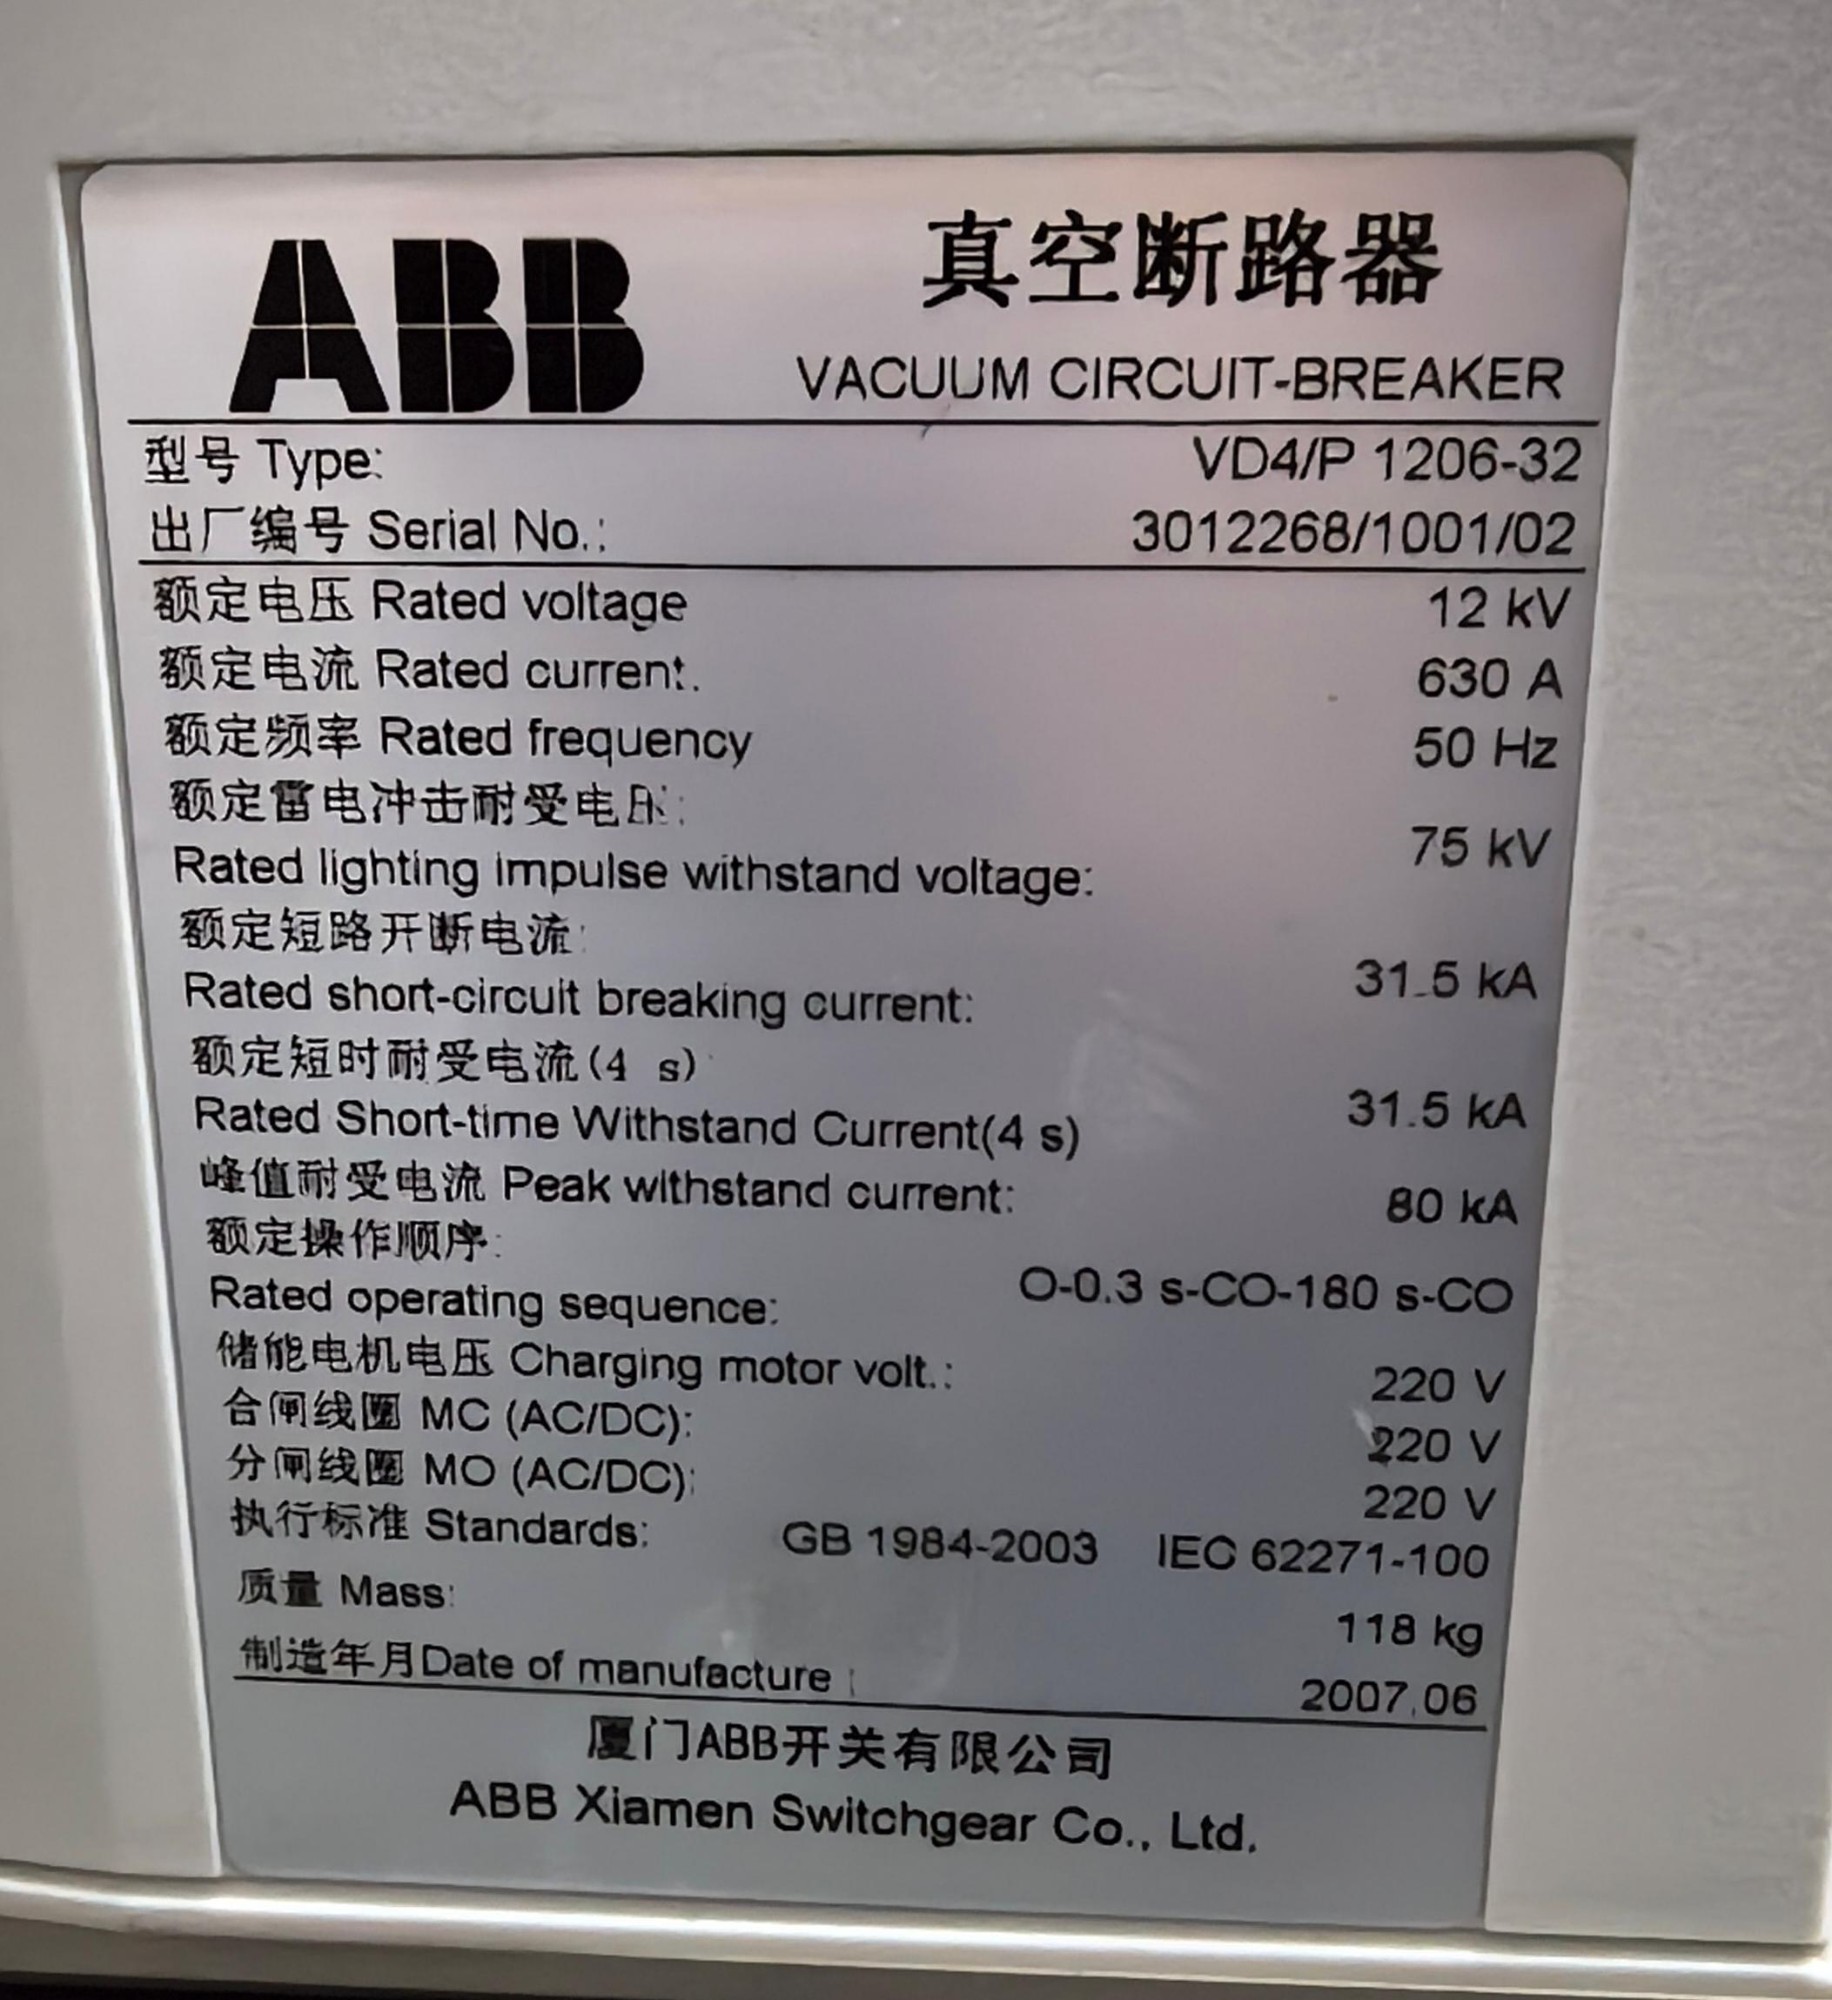 ABB
真空断路器
VACUUM CIRCUIT-BREAKER
型号 Type: VD4/P 1206-32
出厂编号 Serial No.: 3012268/1001/02
额定电压 Rated voltage 12 kV
额定电流 Rated current. 630 A
额定频率 Rated frequency 50 Hz
额定雷电冲击耐受电压:
Rated lighting impulse withstand voltage: 75 kV
额定短路开断电流:
Rated short-circuit breaking current: 31.5 kA
额定短时耐受电流(4 s)
Rated Short-time Withstand Current(4 s) 31.5 kA
峰值耐受电流 Peak withstand current: 80 kA
额定操作顺序:
Rated operating sequence: O-0.3 s-CO-180 s-CO
储能电机电压 Charging motor volt.: 220 V
合闸线圈 MC (AC/DC): 220 V
分闸线圈 MO (AC/DC): 220 V
执行标准 Standards: GB 1984-2003 IEC 62271-100
质量 Mass: 118 kg
制造年月Date of manufacture : 2007.06
厦门ABB开关有限公司
ABB Xiamen Switchgear Co., Ltd.